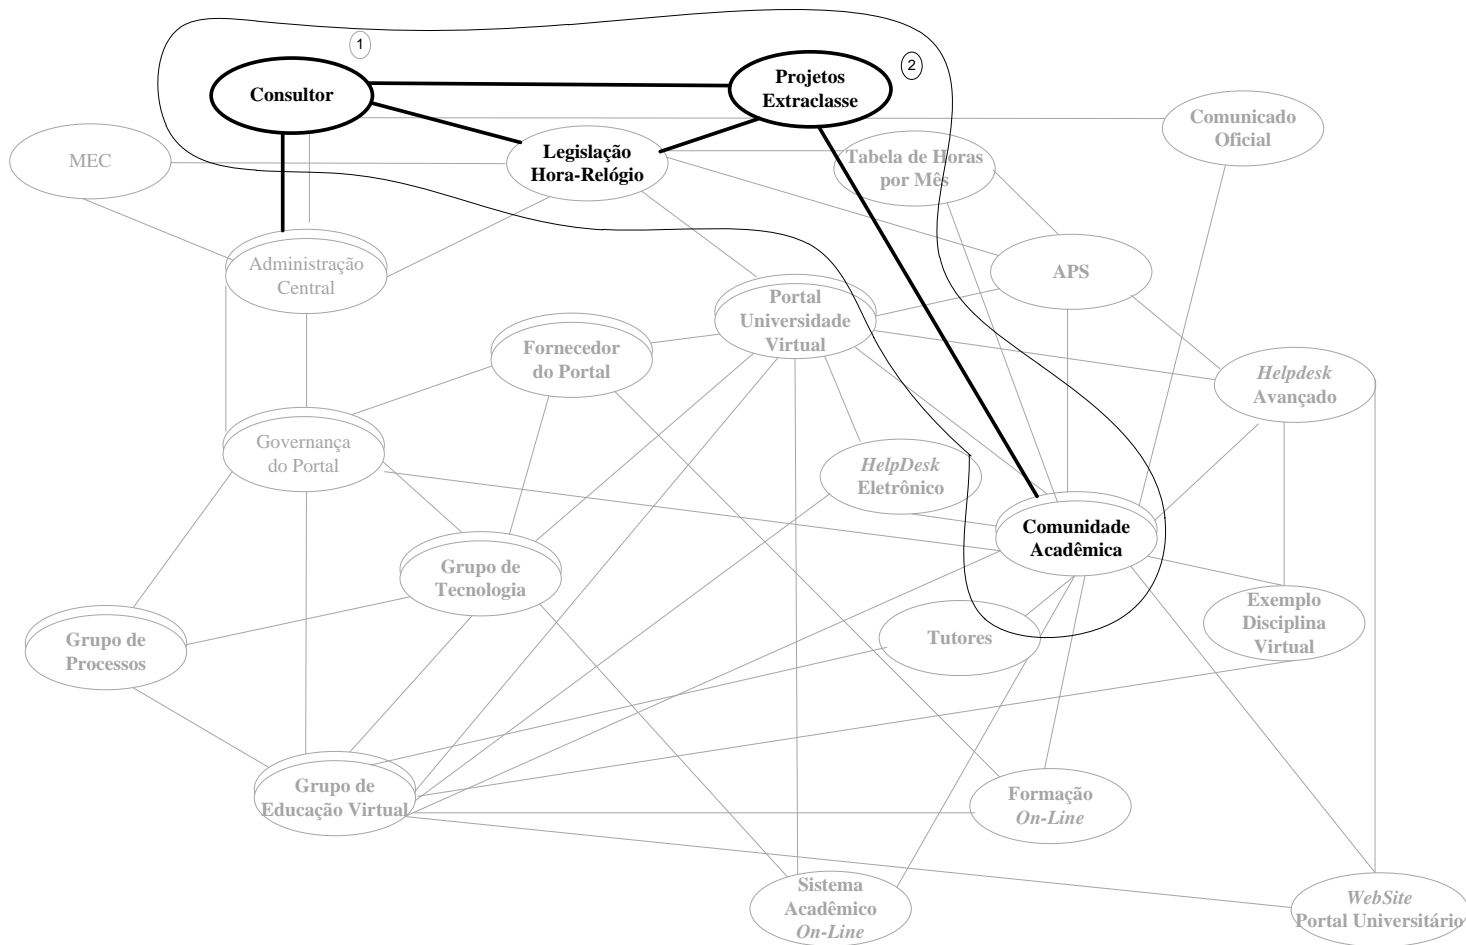 1
2
Consultor
Projetos
Extraclasse
Comunicado
Oficial
MEC
Legislação
Hora-Relógio
Tabela de Horas
por Mês
Administração
Central
APS
Portal
Universidade
Virtual
Fornecedor
do Portal
Helpdesk
Avançado
Governança
do Portal
HelpDesk
Eletrônico
Comunidade
Acadêmica
Grupo de
Tecnologia
Exemplo
Disciplina
Virtual
Grupo de
Processos
Tutores
Grupo de
Educação Virtual
Formação
On-Line
Sistema
Acadêmico
On-Line
WebSite
Portal Universitário